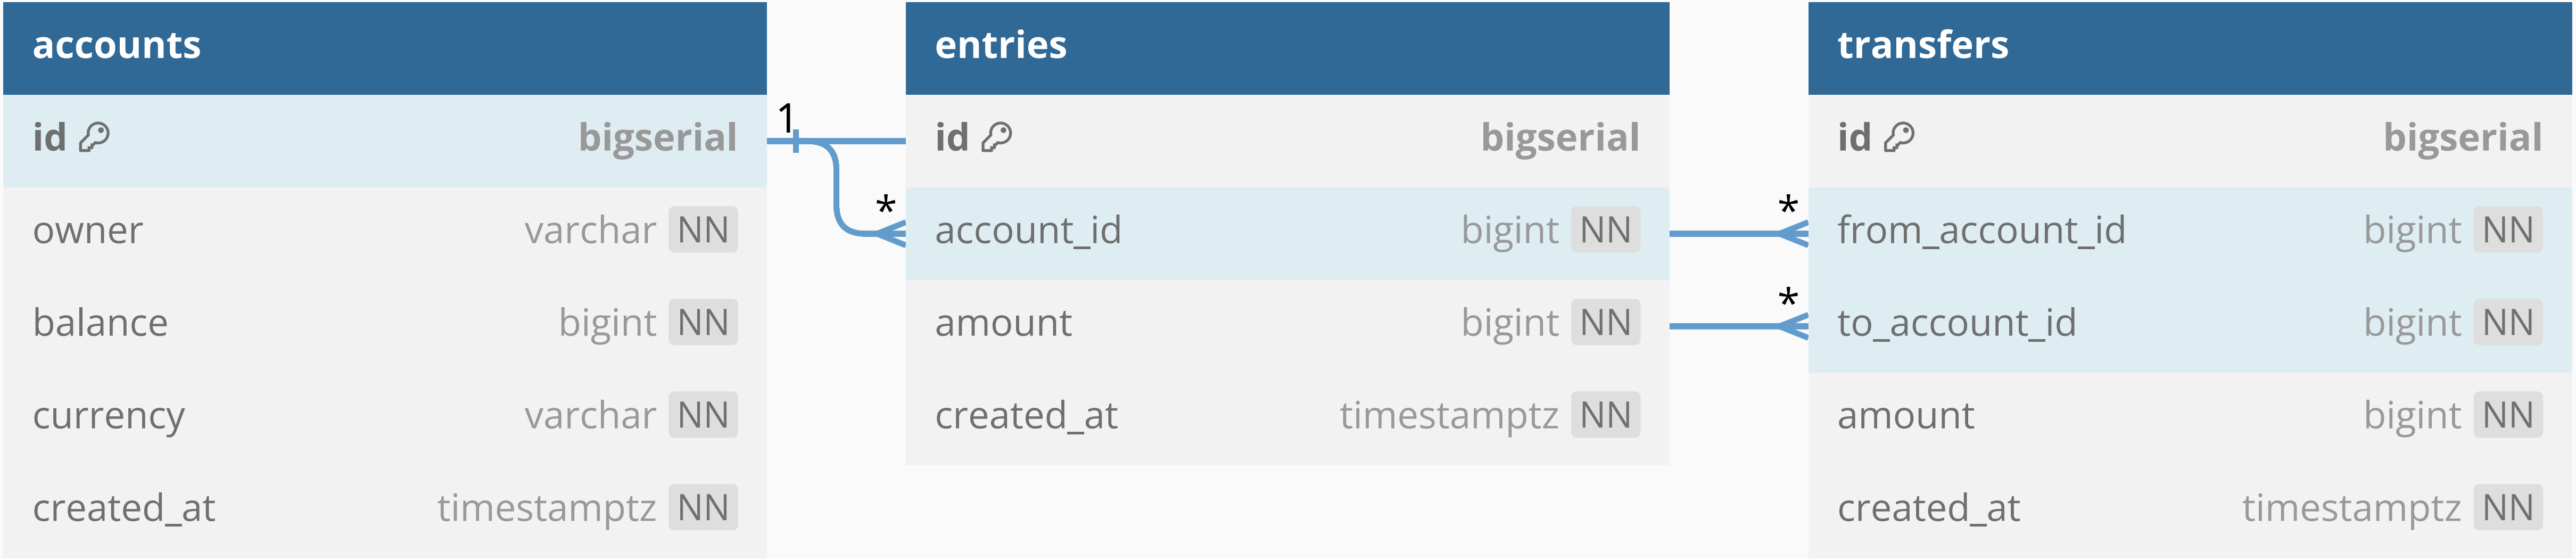 accounts
id bigserial
owner varchar NN
balance bigint NN
currency varchar NN
created_at timestamptz NN
1
*
entries
id bigserial
account_id bigint NN
amount bigint NN
created_at timestamptz NN
*
*
transfers
id bigserial
from_account_id bigint NN
to_account_id bigint NN
amount bigint NN
created_at timestamptz NN